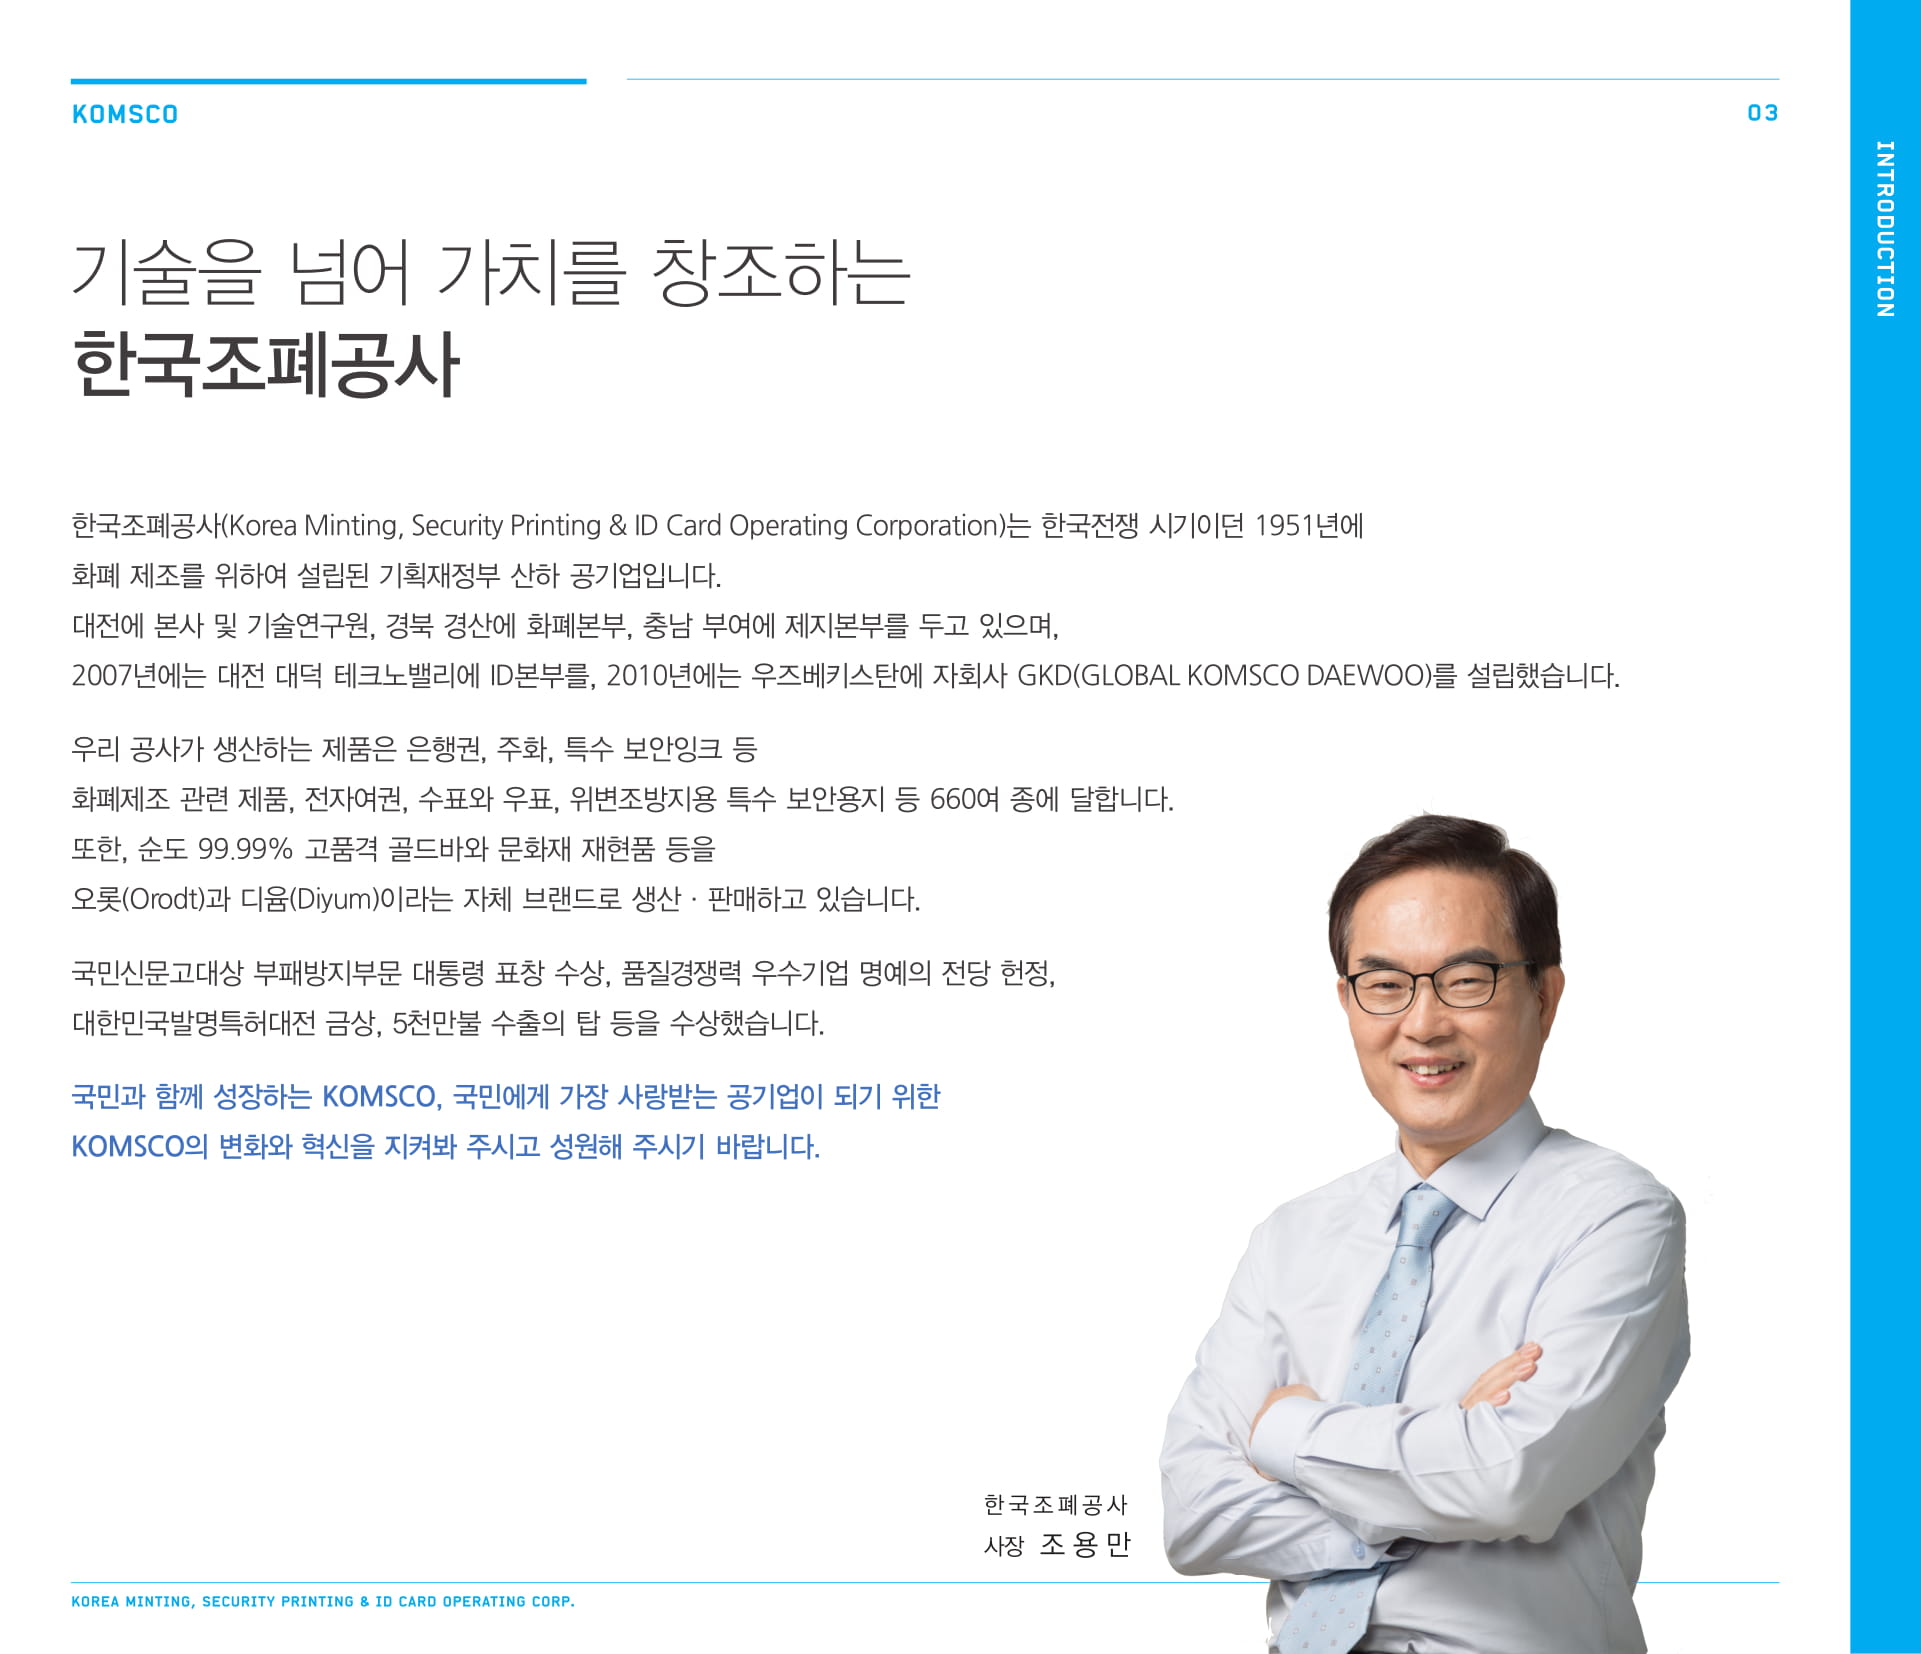 KOMSCO
03
INTRODUCTION
기술을 넘어 가치를 창조하는
한국조폐공사
한국조폐공사(Korea Minting, Security Printing & ID Card Operating Corporation)는 한국전쟁 시기이던 1951년에
화폐 제조를 위하여 설립된 기획재정부 산하 공기업입니다.
대전에 본사 및 기술연구원, 경북 경산에 화폐본부, 충남 부여에 제지본부를 두고 있으며,
2007년에는 대전 대덕 테크노밸리에 ID본부를, 2010년에는 우즈베키스탄에 자회사 GKD(GLOBAL KOMSCO DAEWOO)를 설립했습니다.
우리 공사가 생산하는 제품은 은행권, 주화, 특수 보안잉크 등
화폐제조 관련 제품, 전자여권, 수표와 우표, 위변조방지용 특수 보안용지 등 660여 종에 달합니다.
또한, 순도 99.99% 고품격 골드바와 문화재 재현품 등을
오롯(Orodt)과 디윰(Diyum)이라는 자체 브랜드로 생산 · 판매하고 있습니다.
국민신문고대상 부패방지부문 대통령 표창 수상, 품질경쟁력 우수기업 명예의 전당 헌정,
대한민국발명특허대전 금상, 5천만불 수출의 탑 등을 수상했습니다.
국민과 함께 성장하는 KOMSCO, 국민에게 가장 사랑받는 공기업이 되기 위한
KOMSCO의 변화와 혁신을 지켜봐 주시고 성원해 주시기 바랍니다.
한국조폐공사
사장 조용만
KOREA MINTING, SECURITY PRINTING & ID CARD OPERATING CORP.